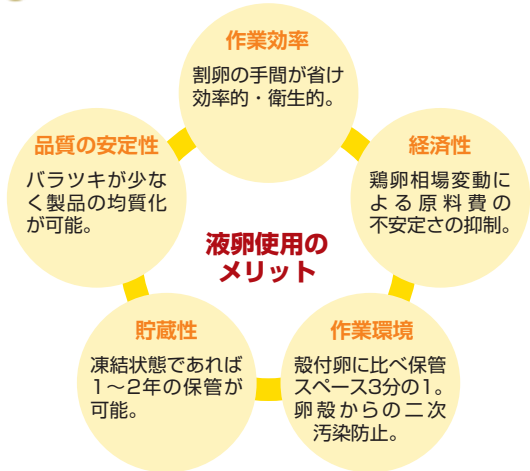 作業効率
割卵の手間が省け
効率的・衛生的。
品質の安定性
バラツキが少な
く製品の均質化
が可能。
経済性
鶏卵相場変動に
よる原料費の
不安定さの抑制。
液卵使用の
メリット
貯蔵性
凍結状態であれば
1〜2年の保管が
可能。
作業環境
殻付卵に比べ保管
スペース3分の1。
卵殻からの二次
汚染防止。